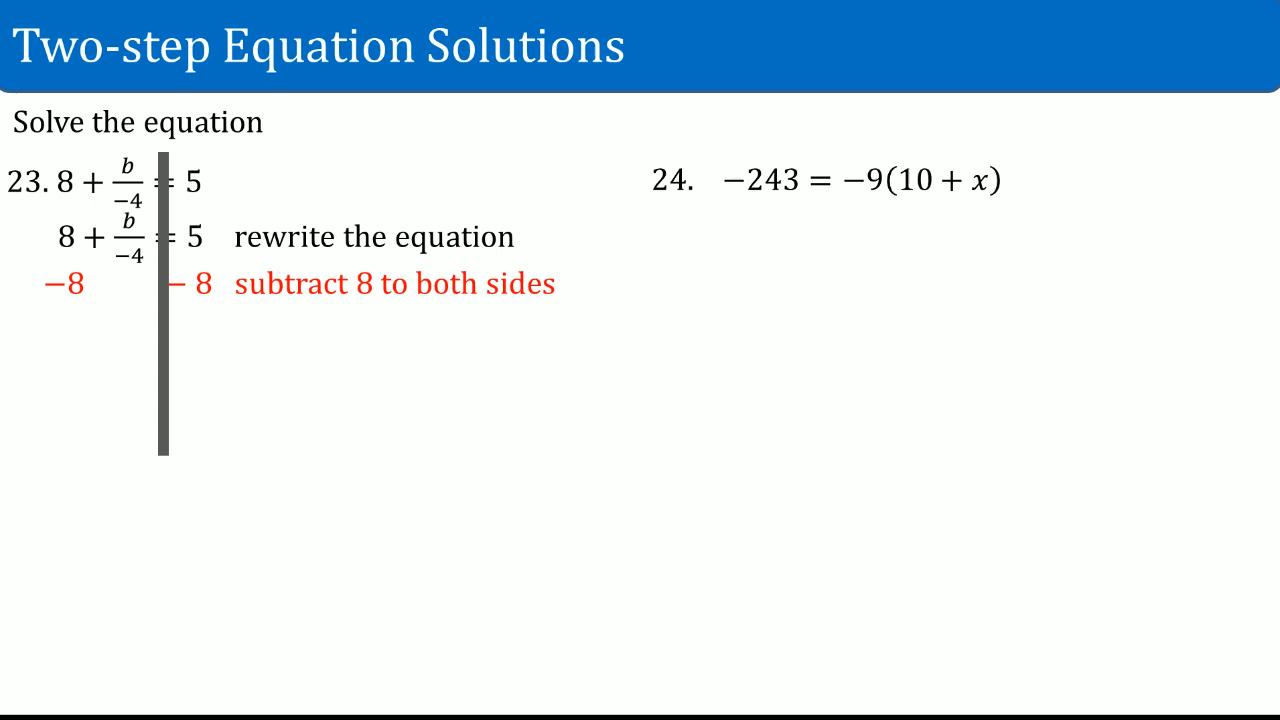 Two-step Equation Solutions
Solve the equation
23. 8 + b/−4 = 5
8 + b/−4 = 5 rewrite the equation
−8 − 8 subtract 8 to both sides
24. −243 = −9(10 + x)